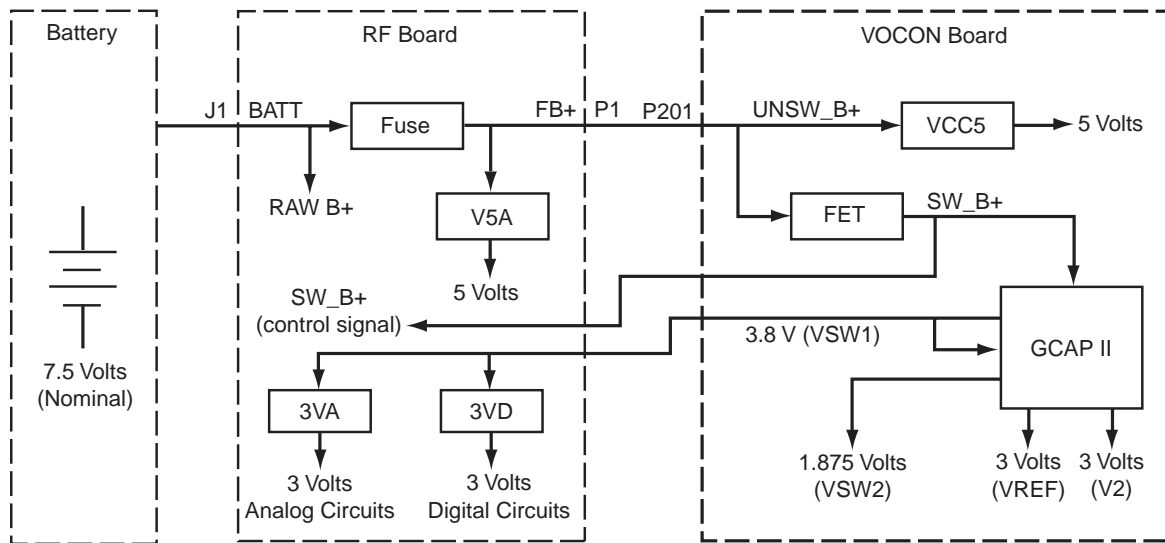 Battery
RF Board
VOCON Board
J1
BATT
Fuse
FB+
P1
P201
UNSW_B+
VCC5
5 Volts
RAW B+
V5A
FET
SW_B+
5 Volts
SW_B+
(control signal)
3.8 V (VSW1)
GCAP II
7.5 Volts
(Nominal)
3VA
3VD
3 Volts
Analog Circuits
3 Volts
Digital Circuits
1.875 Volts
(VSW2)
3 Volts
(VREF)
3 Volts
(V2)